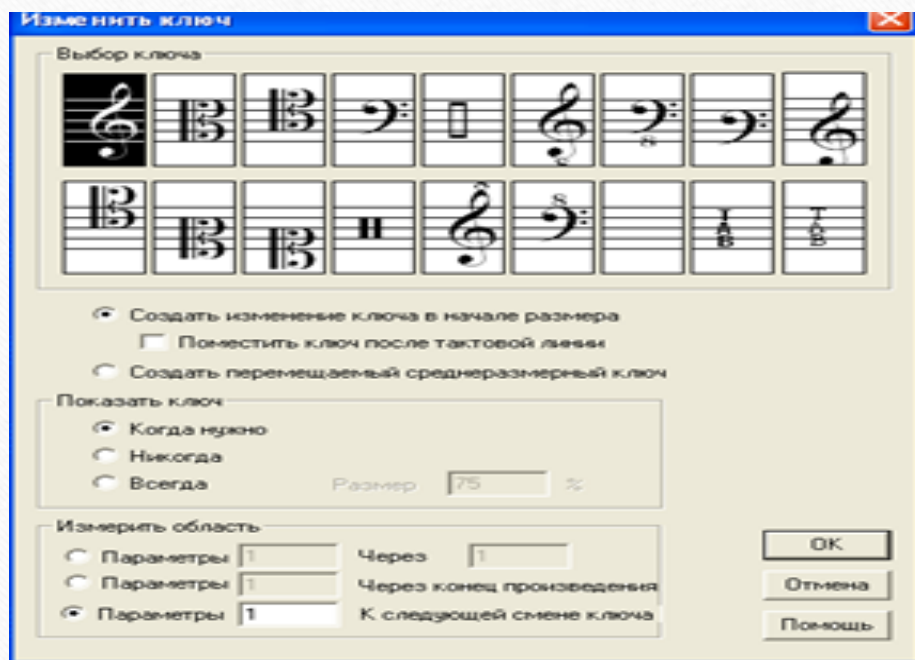 Изменить ключ
Выбор ключа
TAB TAB
Создать изменение ключа в начале размера
Поместить ключ после тактовой линии
Создать перемещаемый среднеразмерный ключ
Показать ключ
Когда нужно
Никогда
Всегда Размер 75 %
Измерить область
Параметры 1 Через 1
Параметры 1 Через конец произведения
Параметры 1 К следующей смене ключа
OK
Отмена
Помощь